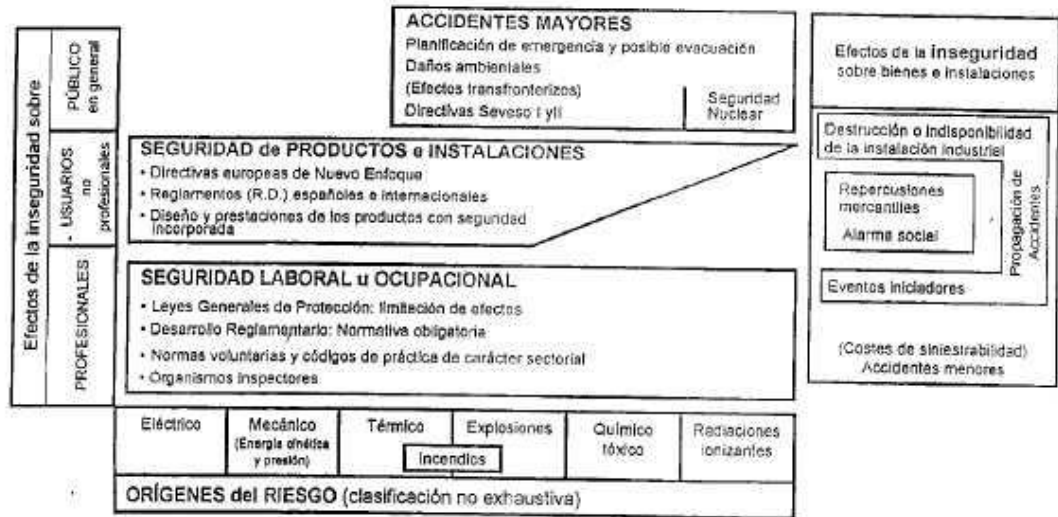 ACCIDENTES MAYORES
Planificación de emergencia y posible evacuación
Daños ambientales
(Efectos transfronterizos)
Directivas Seveso I yII
Seguridad
Nuclear
Efectos de la inseguridad
sobre bienes e instalaciones
Efectos de la inseguridad sobre
PÚBLICO
en general
USUARIOS
no
profesionales
PROFESIONALES
SEGURIDAD de PRODUCTOS e INSTALACIONES
• Directivas europeas de Nuevo Enfoque
• Reglamentos (R.D.) españoles e internacionales
• Diseño y prestaciones de los productos con seguridad
incorporada
Destrucción o Indisponibilidad
de la instalación industrial
Repercusiones
mercantiles
Alarma social
Propagación de
Accidentes
Eventos iniciadores
(Costes de siniestrabilidad)
Accidentes menores
SEGURIDAD LABORAL u OCUPACIONAL
• Leyes Generales de Protección: limitación de efectos
• Desarrollo Reglamentario: Normativa obligatoria
• Normas voluntarias y códigos de práctica de carácter sectorial
• Organismos inspectores
Eléctrico
Mecánico
(Energía cinética
y presión)
Térmico
Explosiones
Incendios
Químico
tóxico
Radiaciones
ionizantes
ORÍGENES del RIESGO (clasificación no exhaustiva)